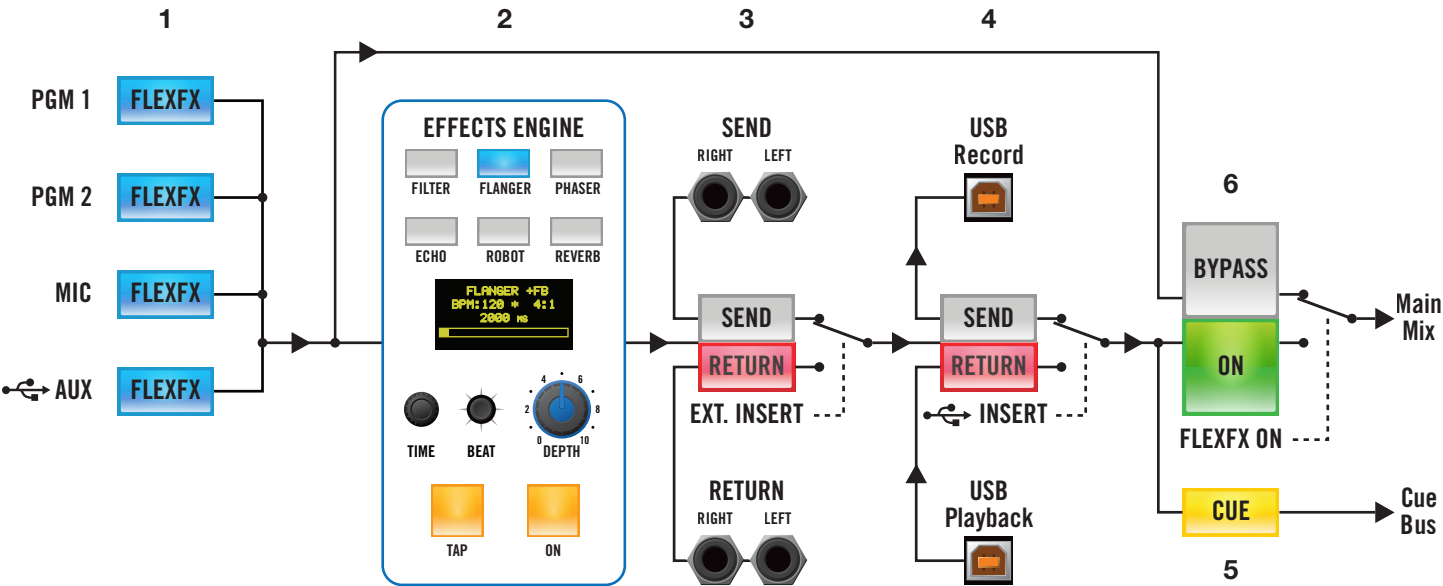 1
2
3
4
PGM 1
FLEXFX
PGM 2
FLEXFX
MIC
FLEXFX
AUX
FLEXFX
EFFECTS ENGINE
FILTER
FLANGER
PHASER
ECHO
ROBOT
REVERB
FLANGER +FB
BPM:120 * 4:1
2000 MS
TIME
BEAT
0
2
4
6
8
10
DEPTH
TAP
ON
SEND
RIGHT
LEFT
SEND
RETURN
EXT. INSERT
RETURN
RIGHT
LEFT
USB
Record
SEND
RETURN
INSERT
USB
Playback
6
BYPASS
ON
FLEXFX ON
Main
Mix
CUE
5
Cue
Bus